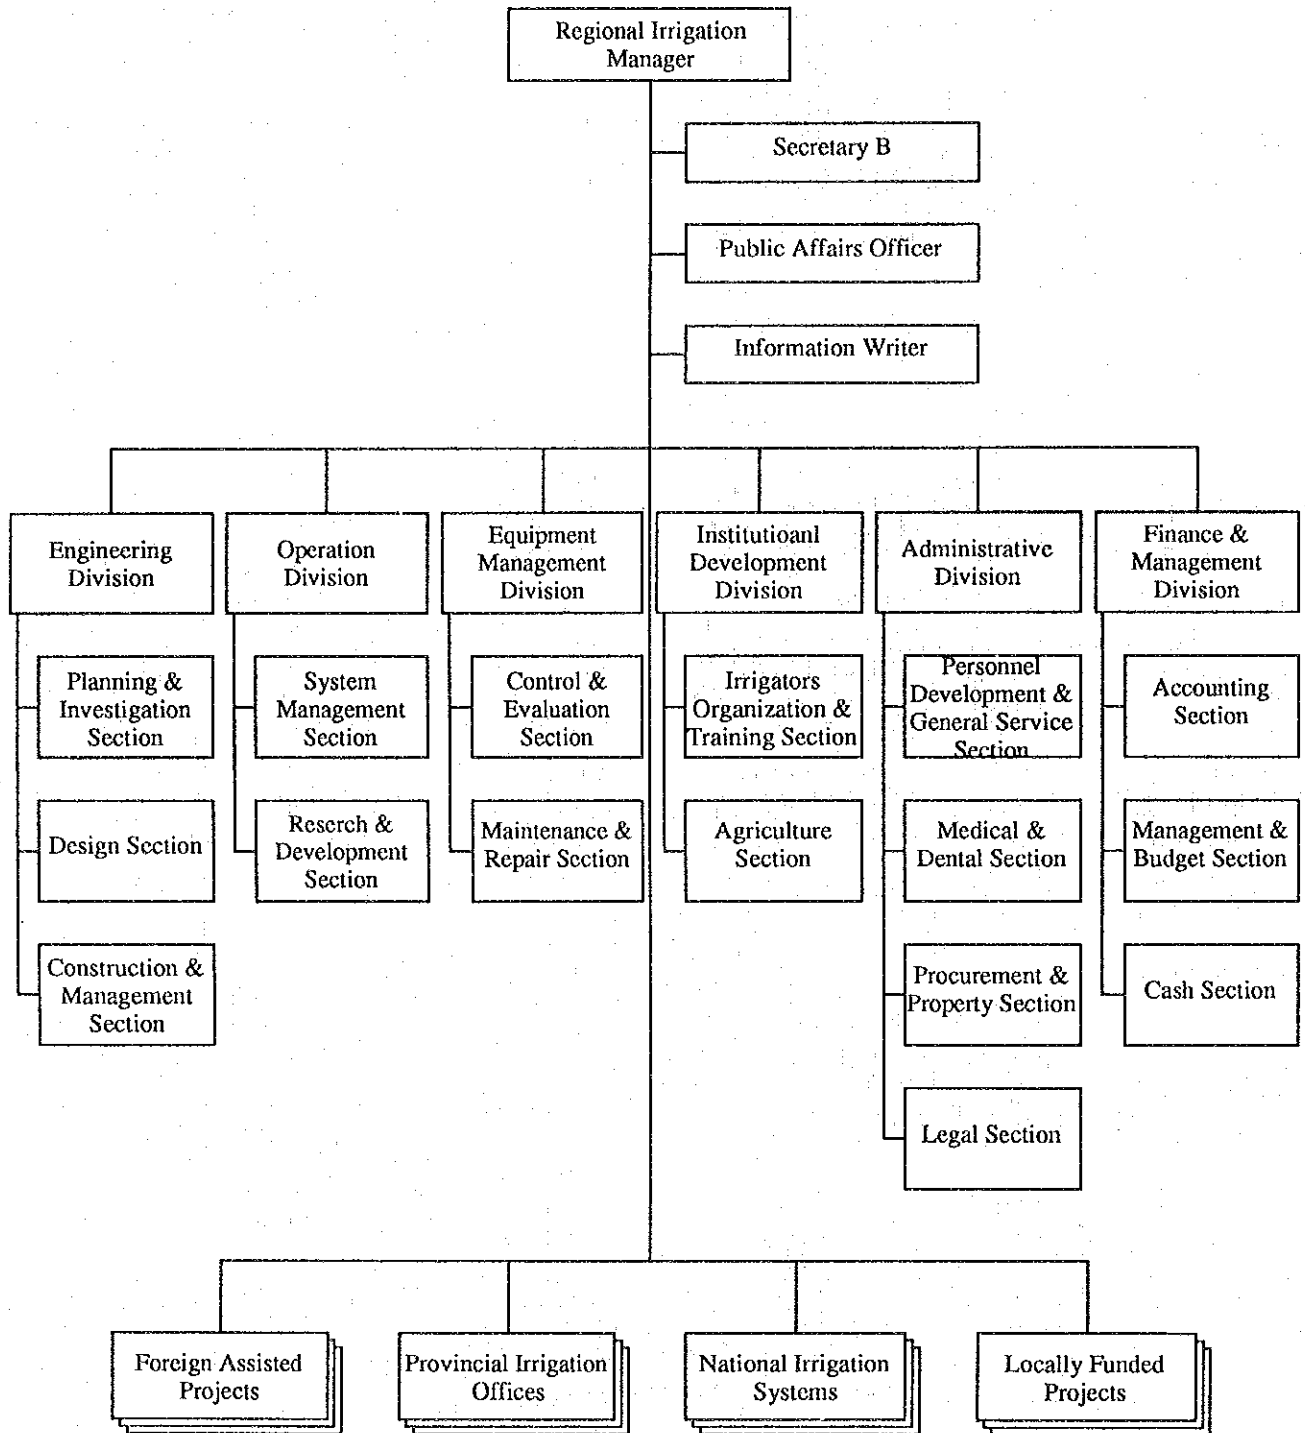 Regional Irrigation
Manager
Secretary B
Public Affairs Officer
Information Writer
Engineering
Division
Operation
Division
Equipment
Management
Division
Institutioanl
Development
Division
Administrative
Division
Finance &
Management
Division
Planning &
Investigation
Section
System
Management
Section
Control &
Evaluation
Section
Irrigators
Organization &
Training Section
Personnel
Development &
General Service
Section
Accounting
Section
Design Section
Reserch &
Development
Section
Maintenance &
Repair Section
Agriculture
Section
Medical &
Dental Section
Management &
Budget Section
Construction &
Management
Section
Procurement &
Property Section
Cash Section
Legal Section
Foreign Assisted
Projects
Provincial Irrigation
Offices
National Irrigation
Systems
Locally Funded
Projects